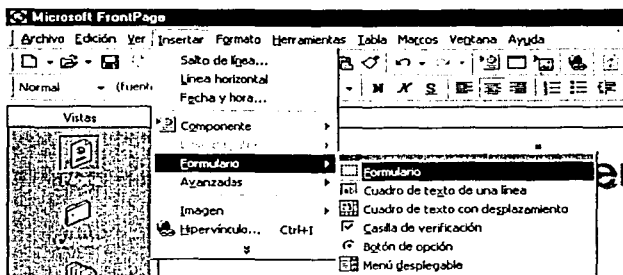 Microsoft FrontPage
Archivo Edición Ver Insertar Formato Herramientas Tabla Marcos Ventana Ayuda
Salto de línea...
Línea horizontal
Normal (fuent
Fecha y hora...
N K S
Vistas
Componente
Formulario
Formulario
Avanzadas
Cuadro de texto de una línea
Imagen
Cuadro de texto con desplazamiento
Hipervínculo... Ctrl+I
Casilla de verificación
Botón de opción
Menú desplegable